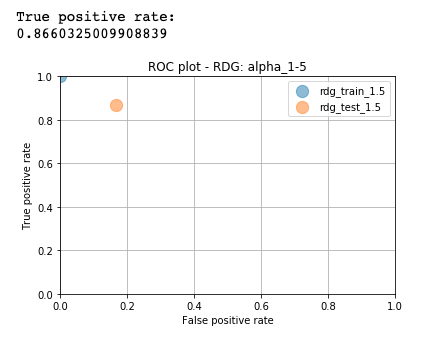 True positive rate:
0.8660325009908839
ROC plot - RDG: alpha_1-5
1.0
0.8
0.6
0.4
0.2
0.0
True positive rate
rdg_train_1.5
rdg_test_1.5
0.0 0.2 0.4 0.6 0.8 1.0
False positive rate